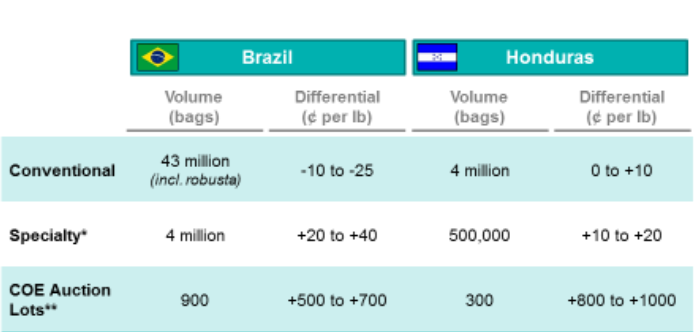 Brazil Honduras
Volume (bags) Differential (¢ per lb) Volume (bags) Differential (¢ per lb)
Conventional 43 million (incl. robusta) -10 to -25 4 million 0 to +10
Specialty* 4 million +20 to +40 500,000 +10 to +20
COE Auction Lots** 900 +500 to +700 300 +800 to +1000